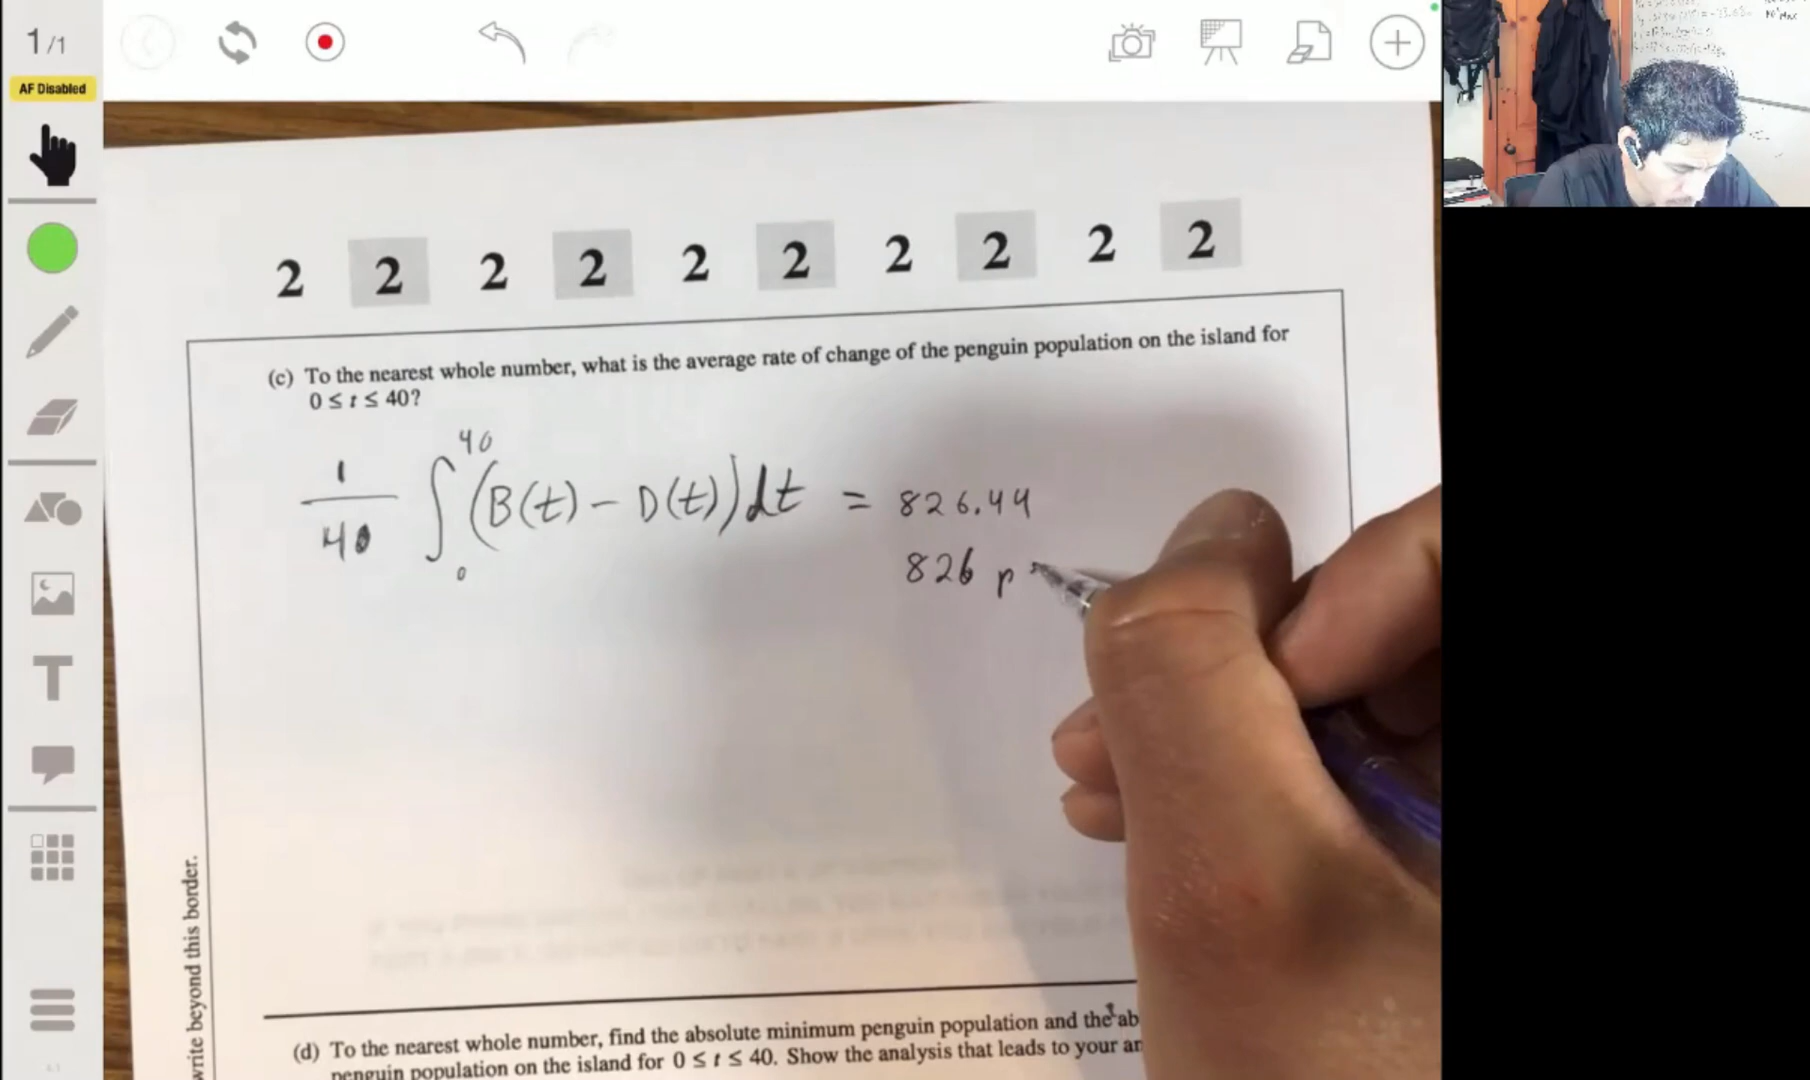 1/1
AF Disabled
2 2 2 2 2 2 2 2 2 2
(c) To the nearest whole number, what is the average rate of change of the penguin population on the island for
0 ≤ t ≤ 40?
1/40 ∫₀⁴⁰ (B(t) - D(t))dt = 826.44
826 p
write beyond this border.
(d) To the nearest whole number, find the absolute minimum penguin population and the ab
penguin population on the island for 0 ≤ t ≤ 40. Show the analysis that leads to your an
T